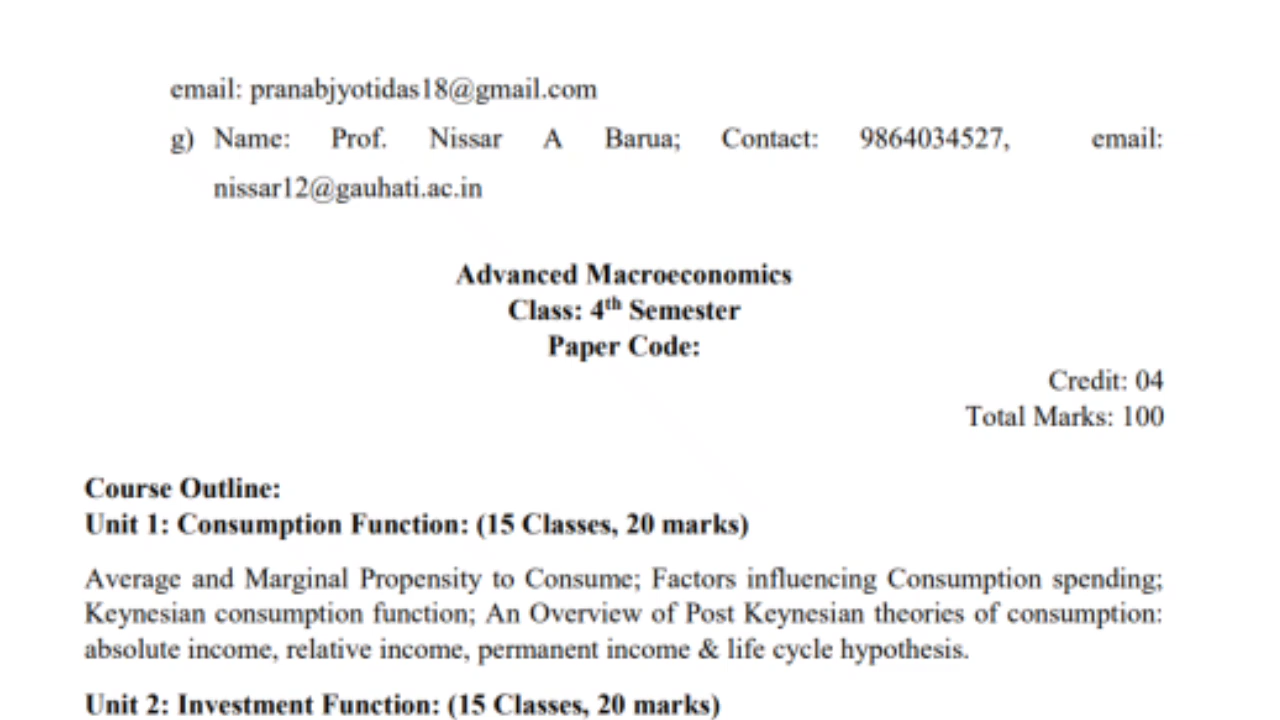 email: pranabjyotidas18@gmail.com
g) Name: Prof. Nissar A Barua; Contact: 9864034527, email:
nissar12@gauhati.ac.in
Advanced Macroeconomics
Class: 4th Semester
Paper Code:
Credit: 04
Total Marks: 100
Course Outline:
Unit 1: Consumption Function: (15 Classes, 20 marks)
Average and Marginal Propensity to Consume; Factors influencing Consumption spending;
Keynesian consumption function; An Overview of Post Keynesian theories of consumption:
absolute income, relative income, permanent income & life cycle hypothesis.
Unit 2: Investment Function: (15 Classes, 20 marks)